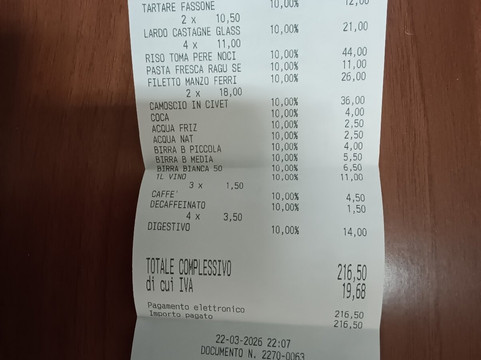 TARTARE FASSONE 10,00% 12,00
2 x 10,50
LARDO CASTAGNE GLASS 10,00% 21,00
4 x 11,00
RISO TOMA PERE NOCI 10,00% 44,00
PASTA FRESCA RAGU SE 10,00% 11,00
FILETTO MANZO FERRI 10,00% 26,00
2 x 18,00
CAMOSCIO IN CIVET 10,00% 36,00
COCA 10,00% 4,00
ACQUA FRIZ 10,00% 2,50
ACQUA NAT 10,00% 2,50
BIRRA B PICCOLA 10,00% 4,00
BIRRA B MEDIA 10,00% 5,50
BIRRA BIANCA 50 10,00% 6,50
IL VINO 10,00% 11,00
3 x 1,50
CAFFE' 10,00% 4,50
DECAFFEINATO 10,00% 1,50
4 x 3,50
DIGESTIVO 10,00% 14,00
TOTALE COMPLESSIVO 216,50
di cui IVA 19,68
Pagamento elettronico 216,50
Importo pagato 216,50
22-03-2026 22:07
DOCUMENTO N. 2270-0063